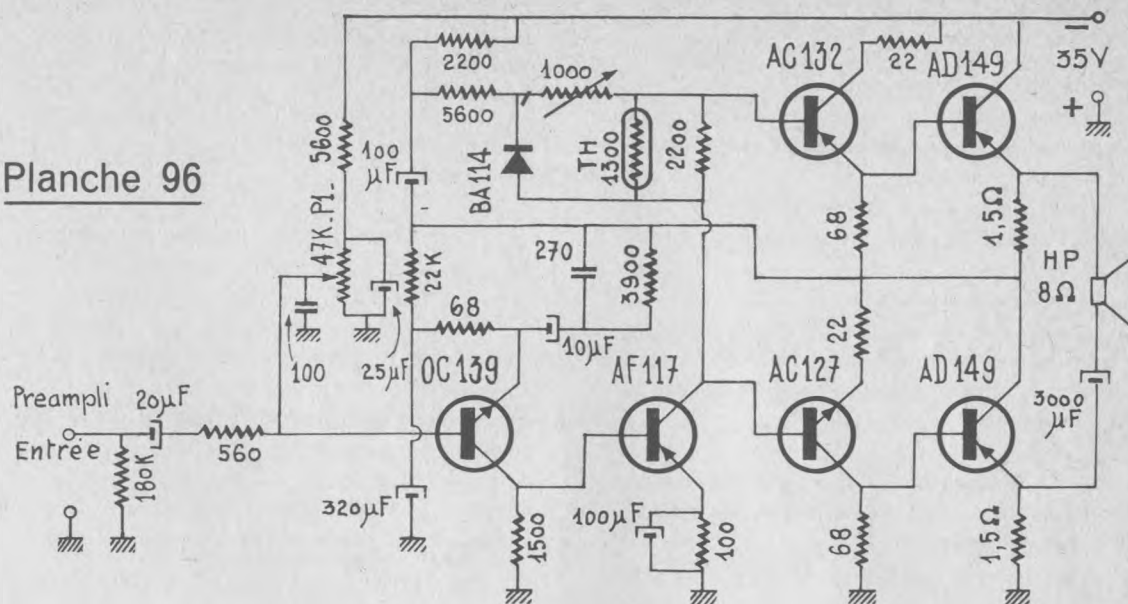 Planche 96
2200
5600
1000
AC132
22
AD149
−
35V
+
5600
100
µF
BA114
TH
1300
2200
47K.P1.
22K
270
3900
68
1,5Ω
HP
8Ω
68
22
100
25µF
10µF
OC139
AF117
AC127
AD149
3000
µF
Preampli
Entrée
20µF
180K
560
320µF
1500
100µF
100
68
1,5Ω